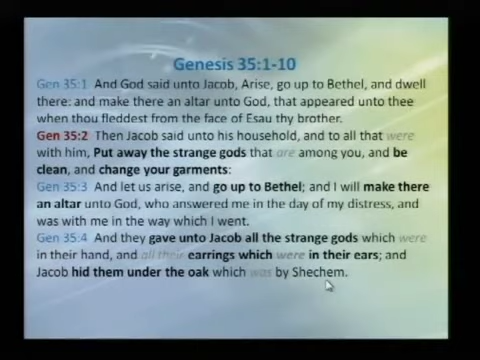 Genesis 35:1-10
Gen 35:1 And God said unto Jacob, Arise, go up to Bethel, and dwell
there: and make there an altar unto God, that appeared unto thee
when thou fleddest from the face of Esau thy brother.
Gen 35:2 Then Jacob said unto his household, and to all that were
with him, Put away the strange gods that are among you, and be
clean, and change your garments:
Gen 35:3 And let us arise, and go up to Bethel; and I will make there
an altar unto God, who answered me in the day of my distress, and
was with me in the way which I went.
Gen 35:4 And they gave unto Jacob all the strange gods which were
in their hand, and all their earrings which were in their ears; and
Jacob hid them under the oak which was by Shechem.